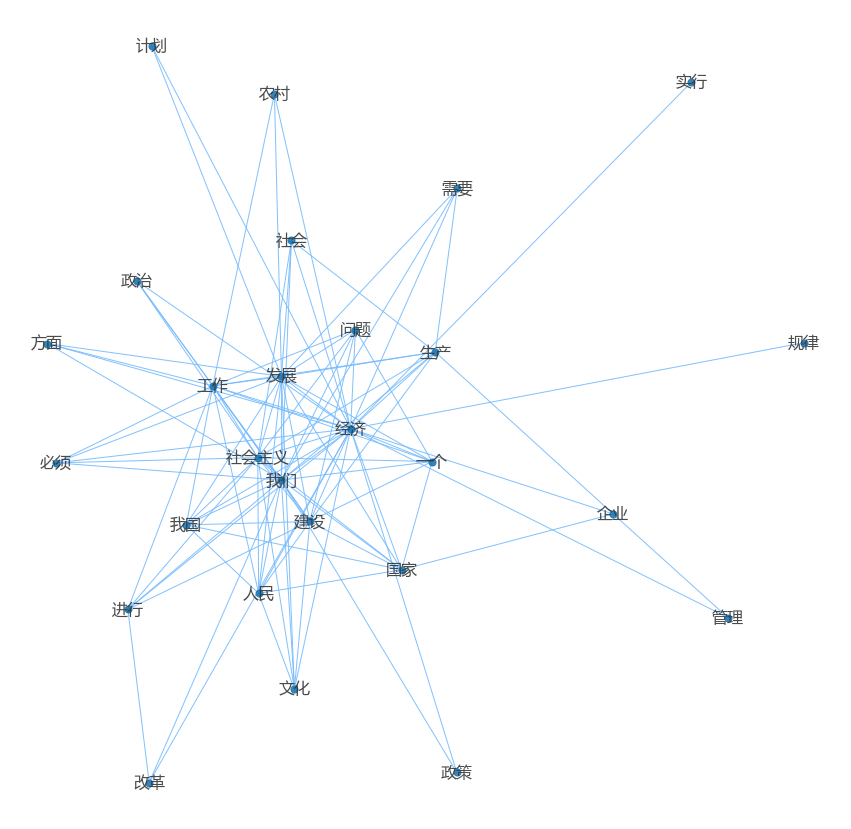 计划
实行
农村
需要
社会
政治
问题
方面
规律
生产
发展
工作
经济
社会主义
一个
必须
我们
企业
我国
建设
国家
人民
进行
管理
文化
政策
改革